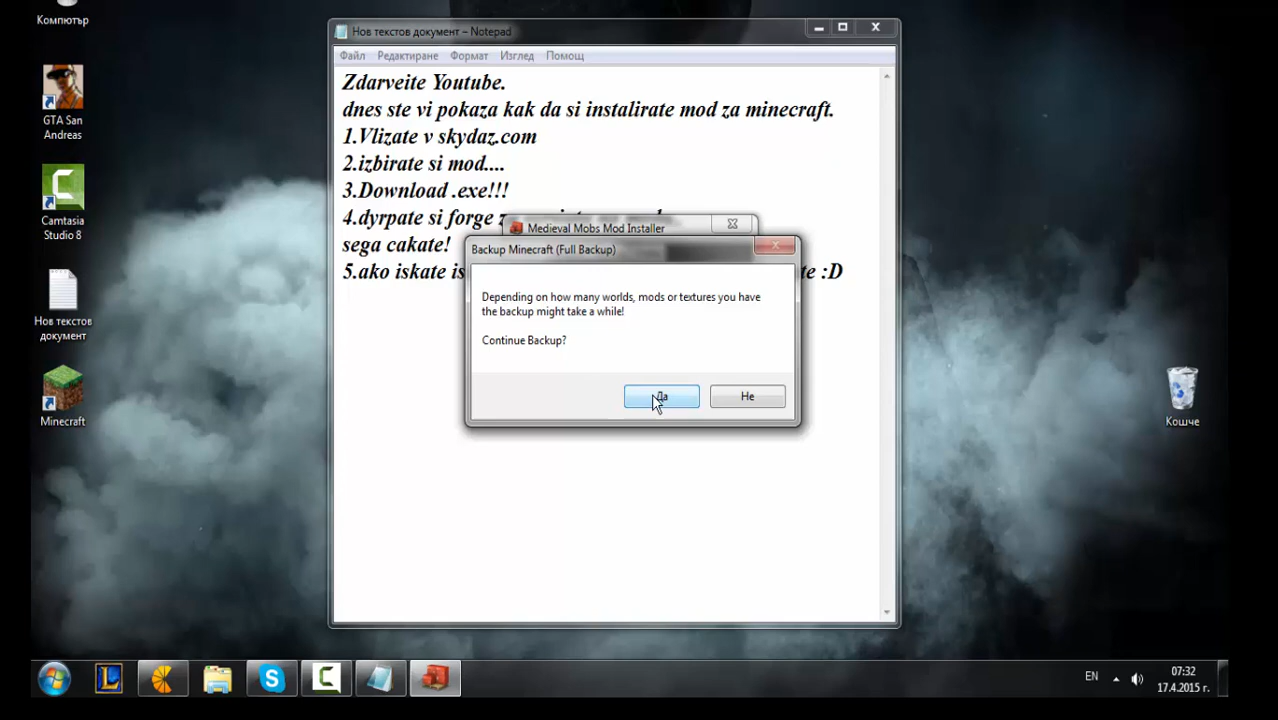 Компютър
GTA San
Andreas
Camtasia
Studio 8
Нов текстов
документ
Minecraft
Нов текстов документ – Notepad
Файл Редактиране Формат Изглед Помощ
Zdarveite Youtube.
dnes ste vi pokaza kak da si instalirate mod za minecraft.
1.Vlizate v skydaz.com
2.izbirate si mod....
3.Download .exe!!!
4.dyrpate si forge
sega cakate!
5.ako iskate :D
Medieval Mobs Mod Installer
Backup Minecraft (Full Backup)
Depending on how many worlds, mods or textures you have
the backup might take a while!
Continue Backup?
Да Не
Кошче
EN
07:32
17.4.2015 г.